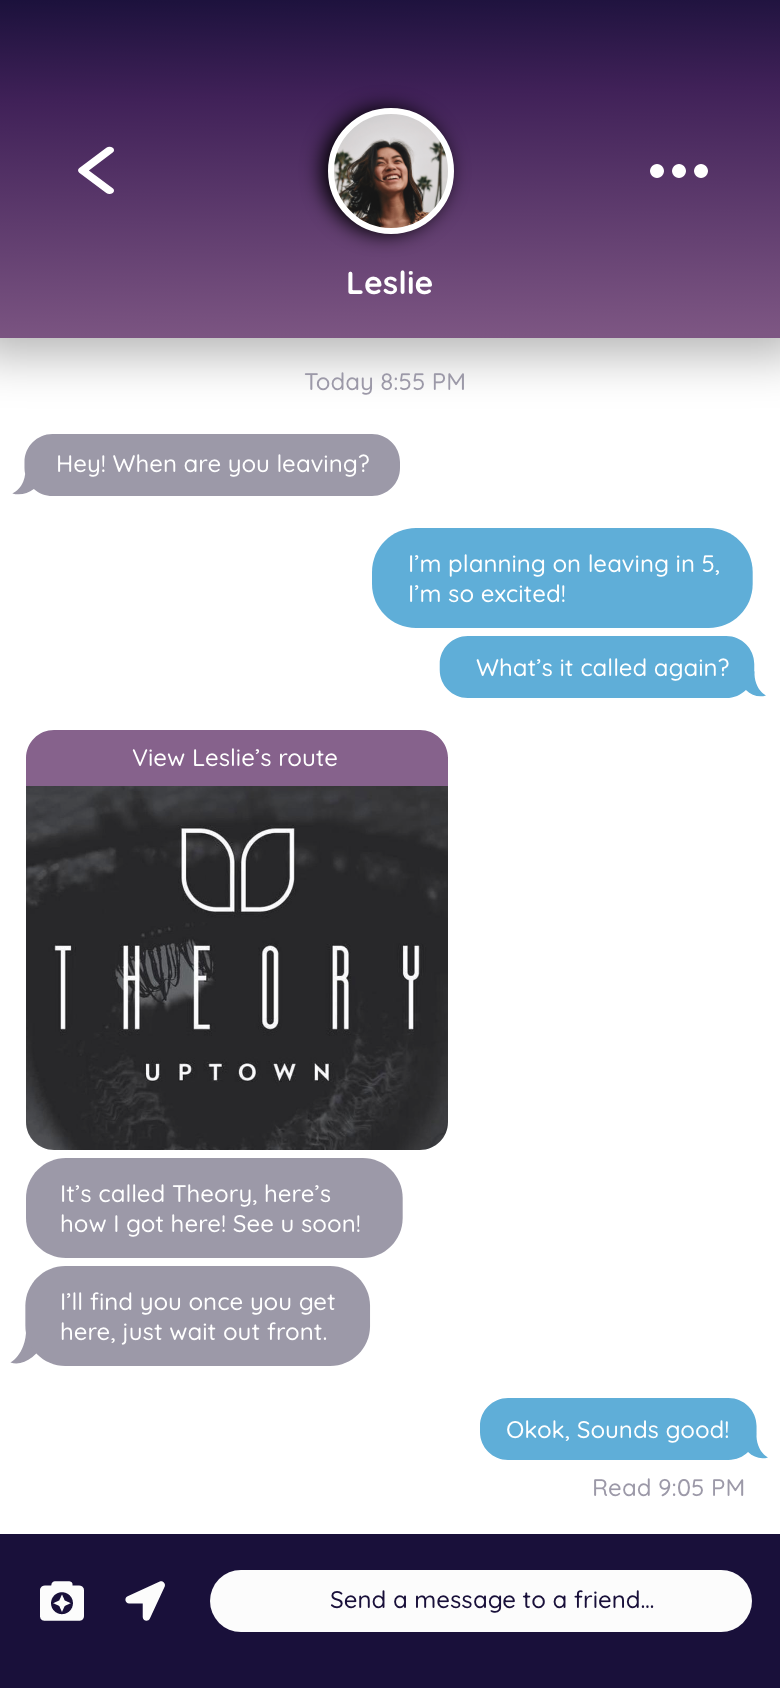 Leslie
Today 8:55 PM
Hey! When are you leaving?
I’m planning on leaving in 5,
I’m so excited!
What’s it called again?
View Leslie’s route
THEORY
UPTOWN
It’s called Theory, here’s
how I got here! See u soon!
I’ll find you once you get
here, just wait out front.
Okok, Sounds good!
Read 9:05 PM
Send a message to a friend...